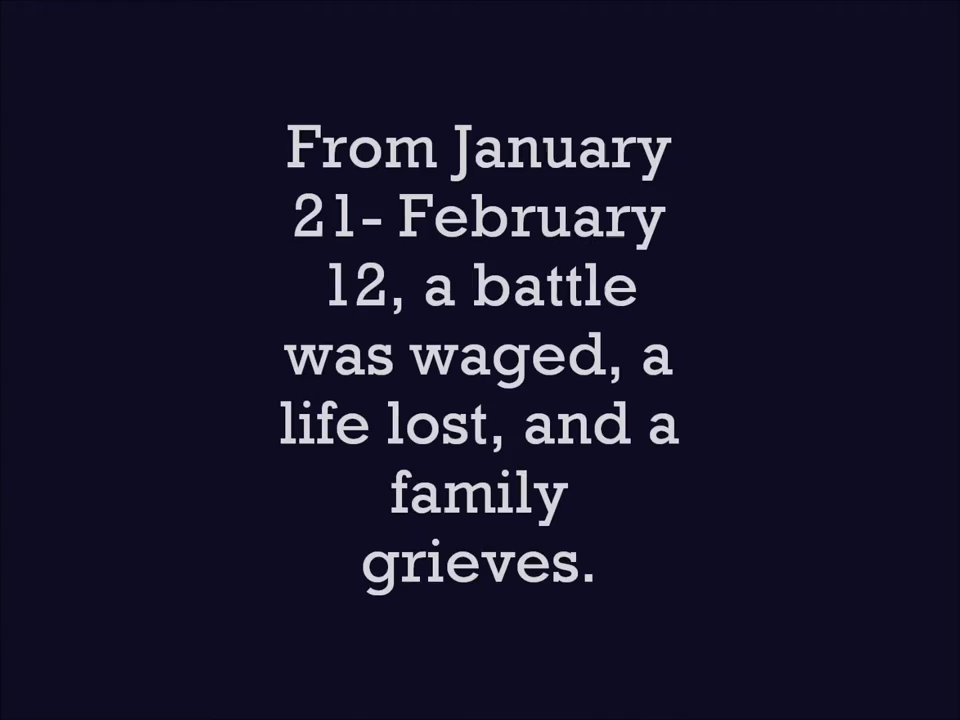 From January
21- February
12, a battle
was waged, a
life lost, and a
family
grieves.